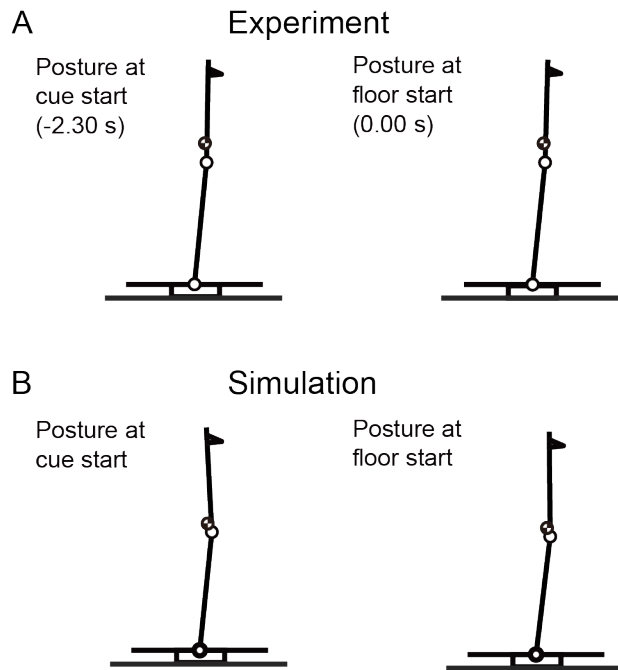 A
Experiment
Posture at
cue start
(-2.30 s)
Posture at
floor start
(0.00 s)
B
Simulation
Posture at
cue start
Posture at
floor start